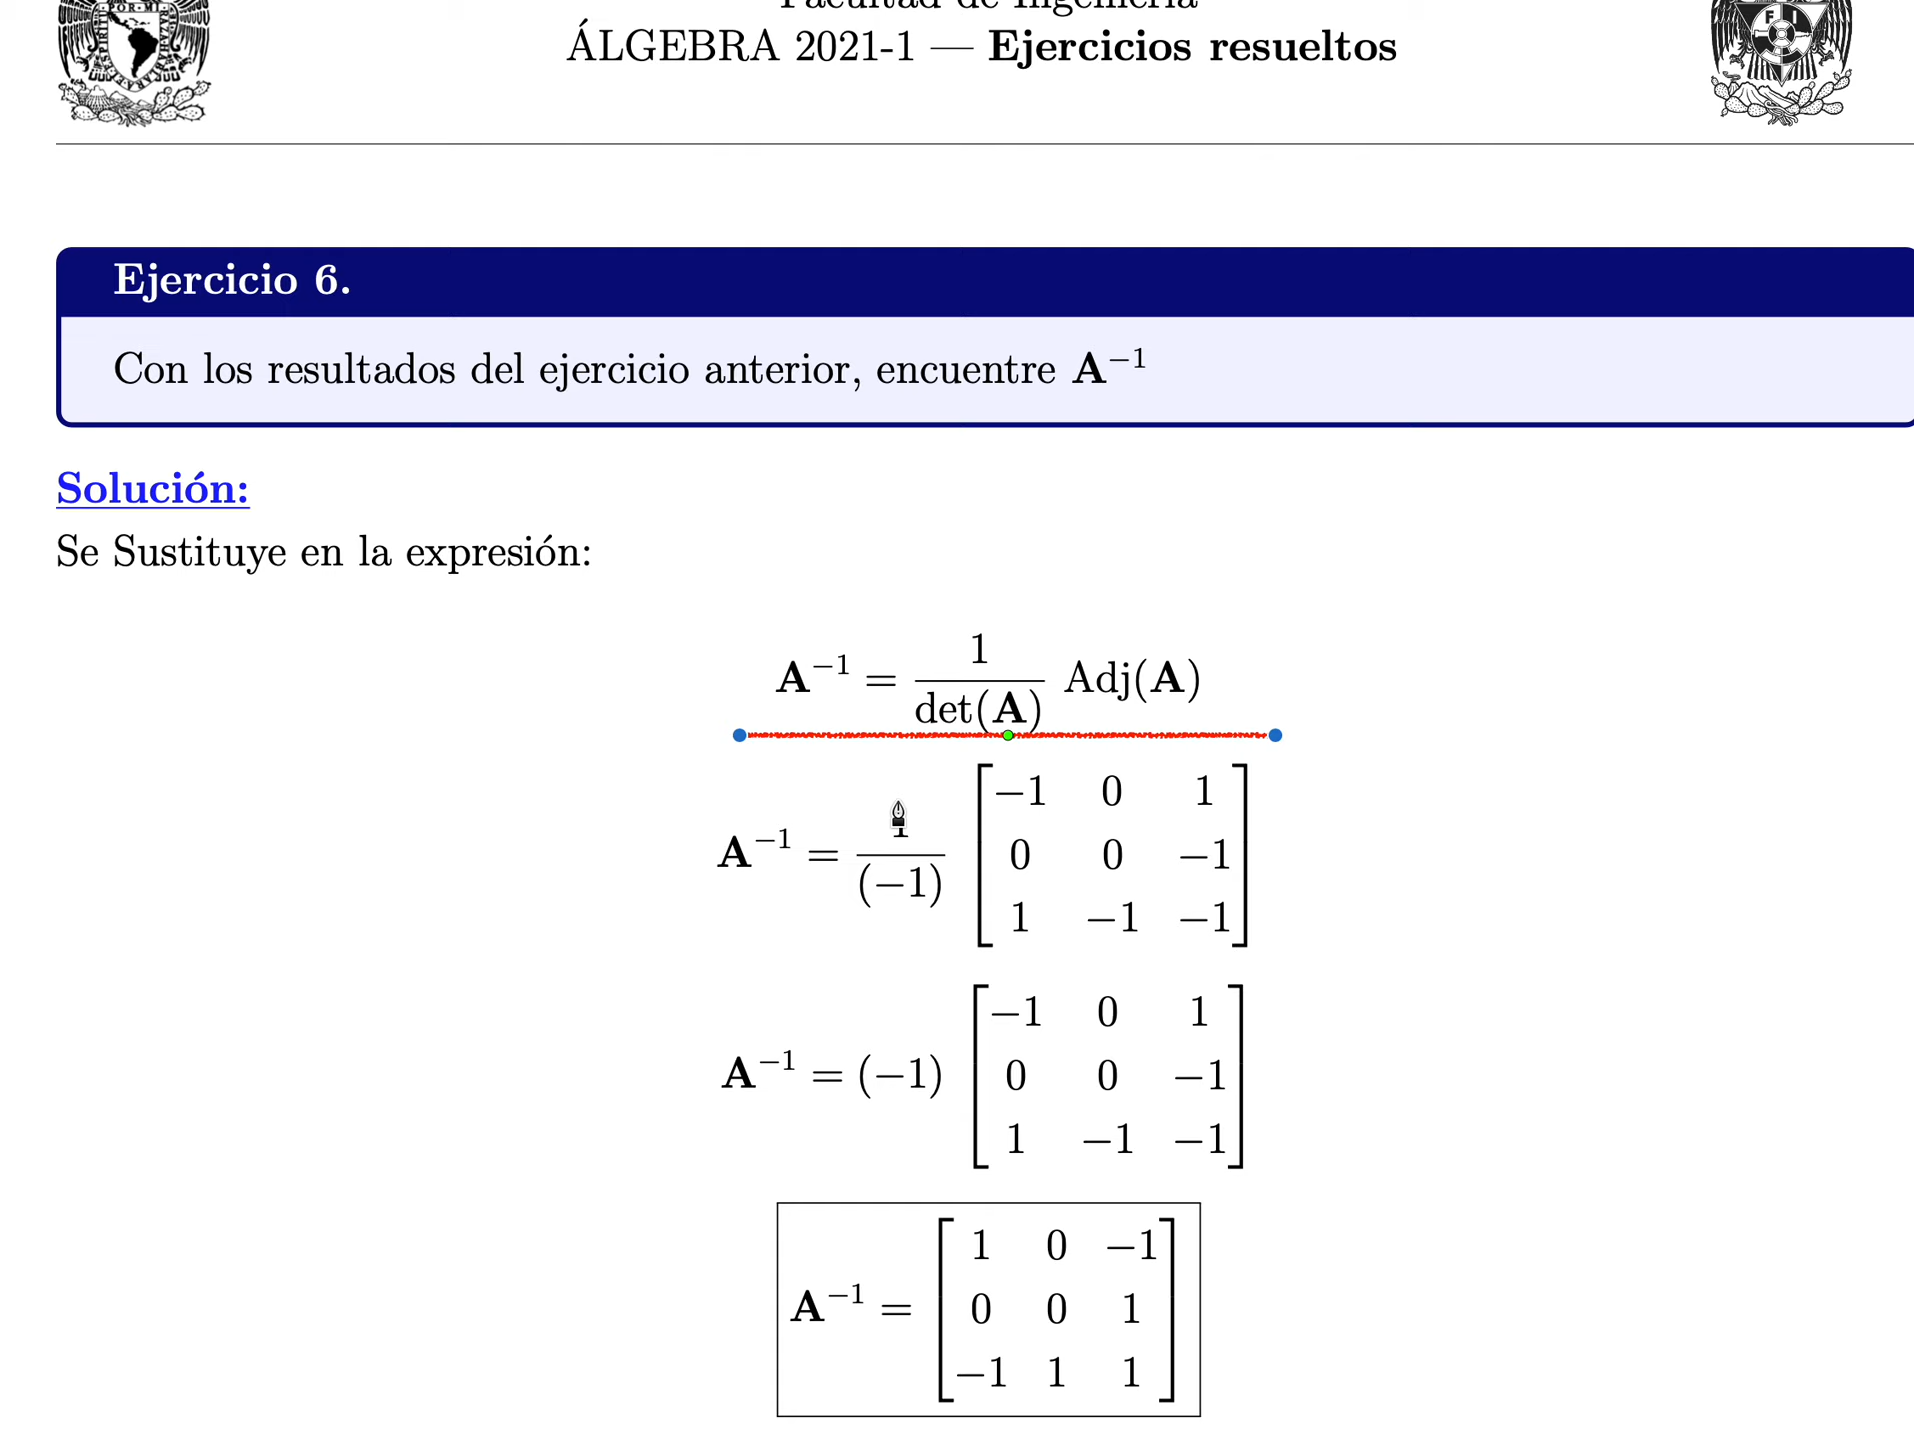 Facultad de Ingeniería
ÁLGEBRA 2021-1 — Ejercicios resueltos
POR·MI
F I
Ejercicio 6.
Con los resultados del ejercicio anterior, encuentre A⁻¹
Solución:
Se Sustituye en la expresión:
A⁻¹ = 1/det(A) Adj(A)
A⁻¹ = 1/(−1) [−1 0 1
0 0 −1
1 −1 −1]
A⁻¹ = (−1) [−1 0 1
0 0 −1
1 −1 −1]
A⁻¹ = [1 0 −1
0 0 1
−1 1 1]